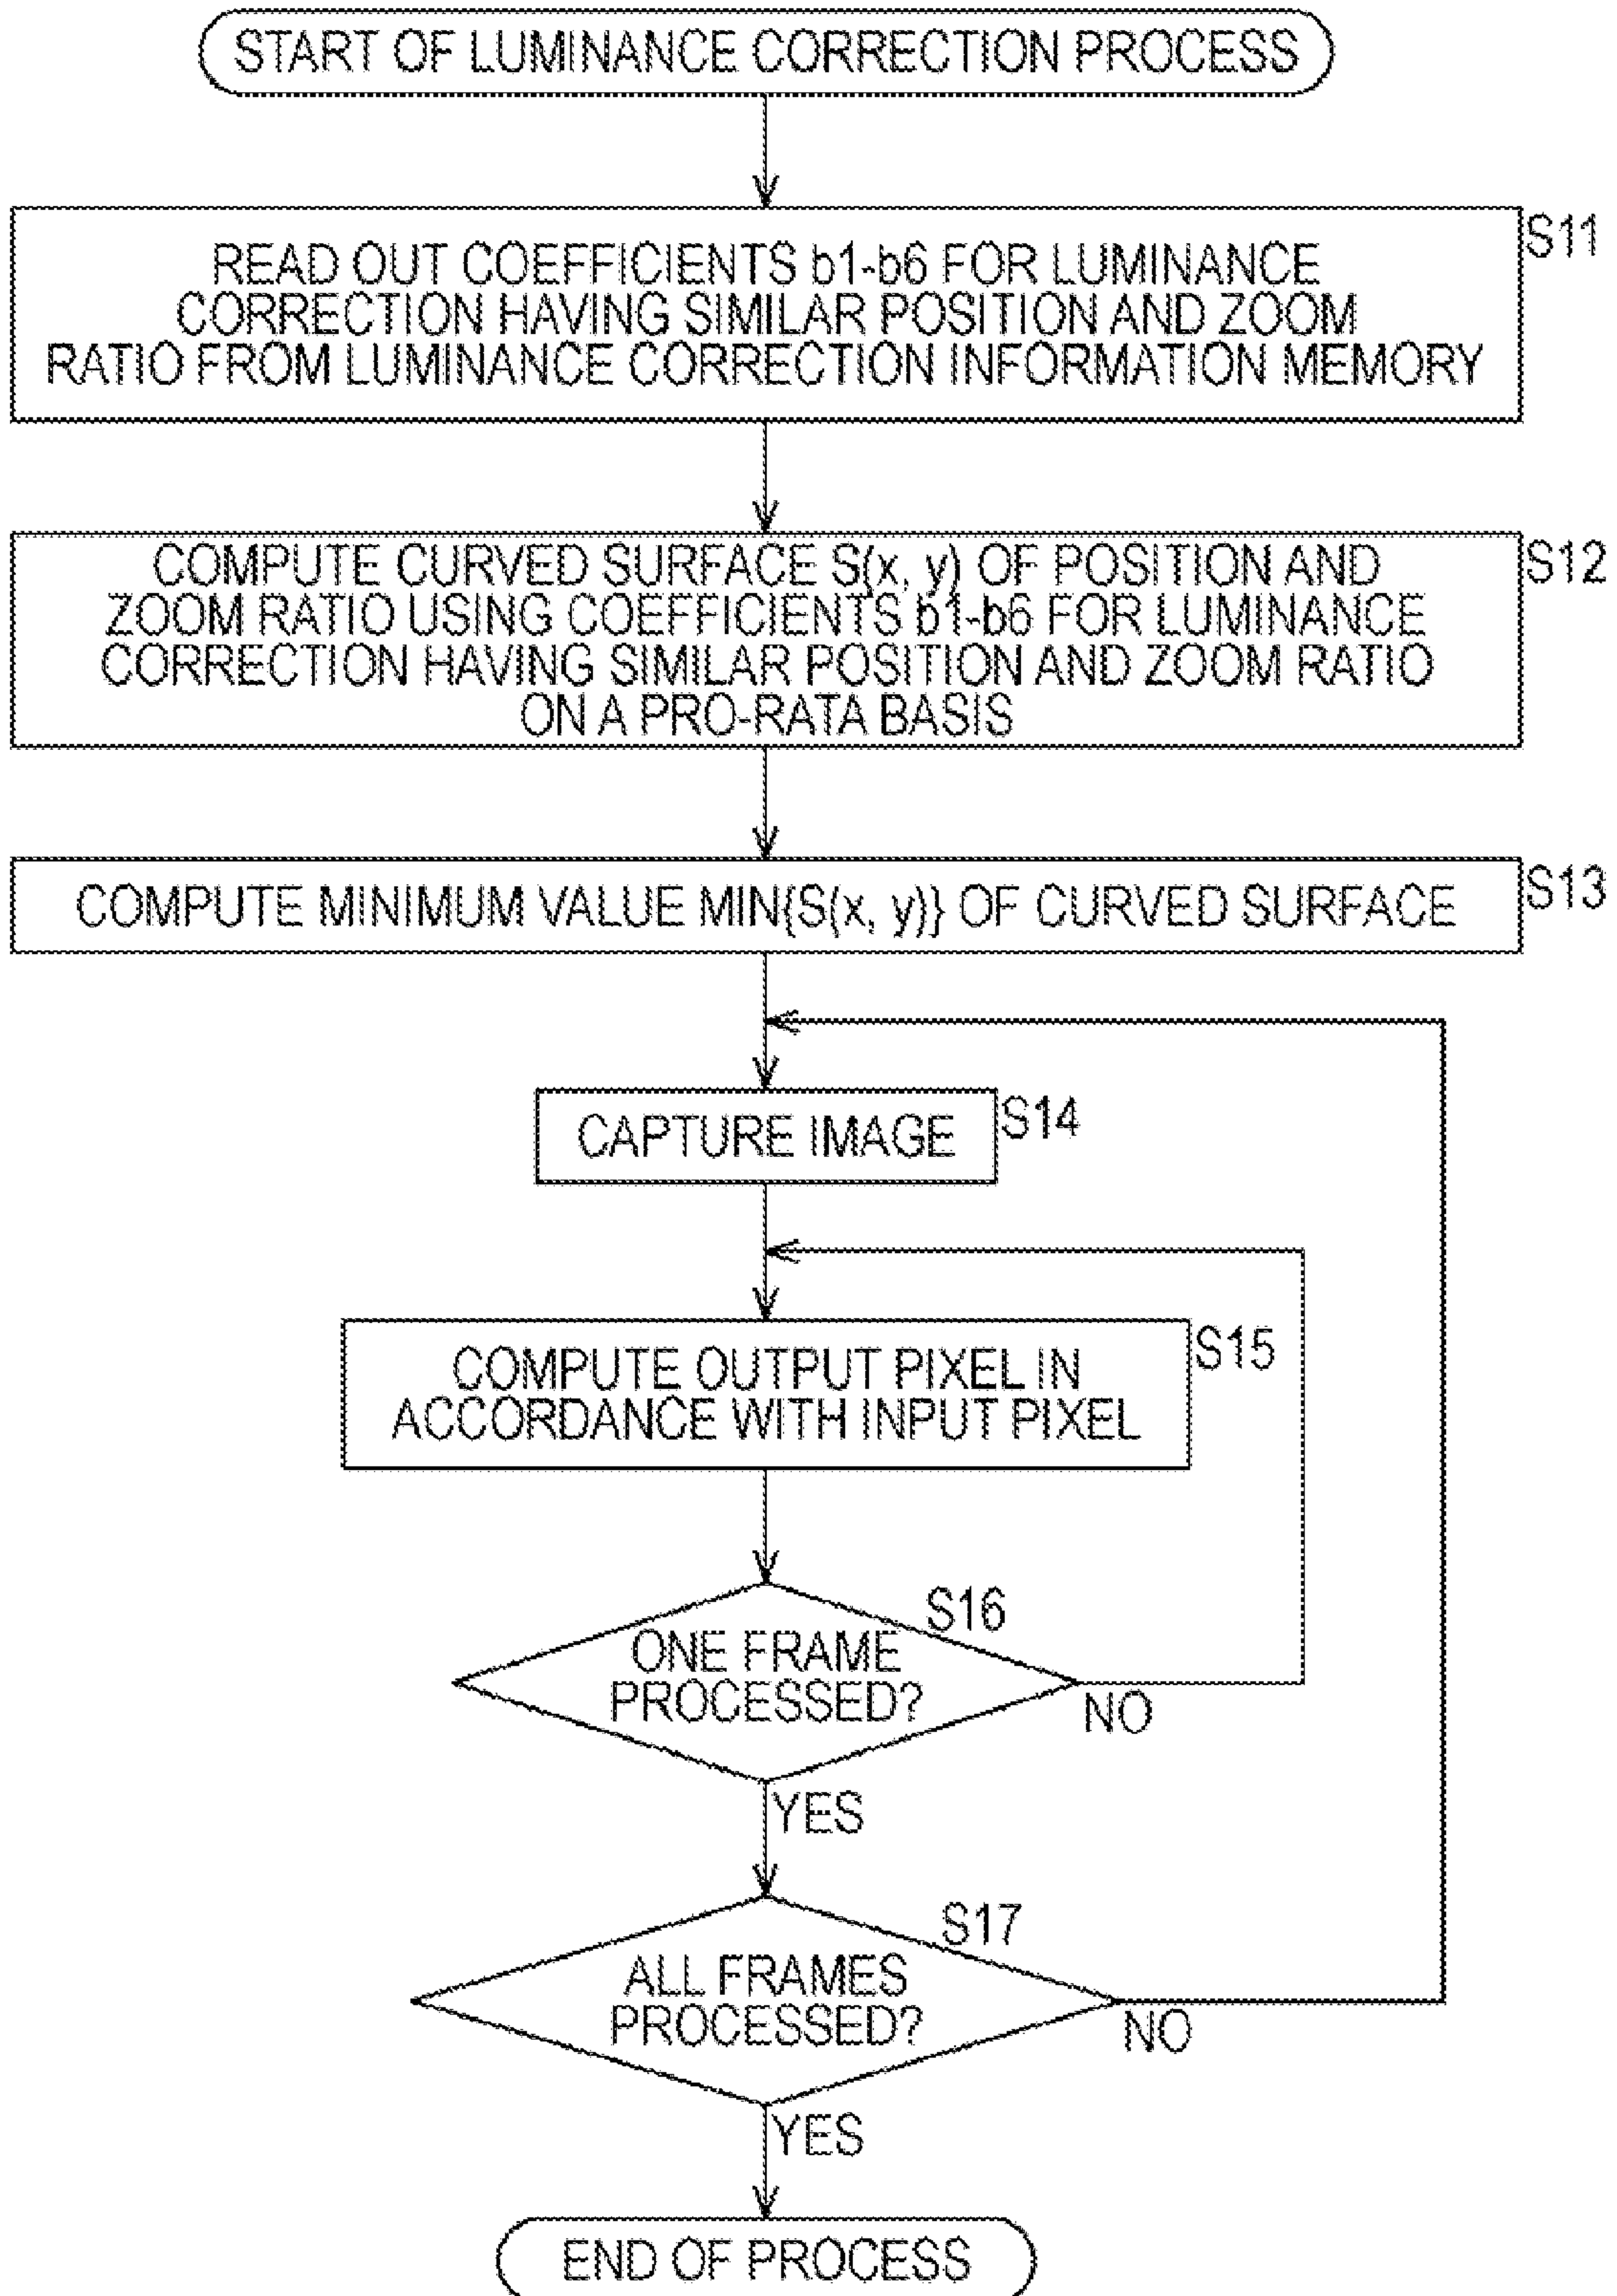 START OF LUMINANCE CORRECTION PROCESS
S11
READ OUT COEFFICIENTS b1-b6 FOR LUMINANCE
CORRECTION HAVING SIMILAR POSITION AND ZOOM
RATIO FROM LUMINANCE CORRECTION INFORMATION MEMORY
S12
COMPUTE CURVED SURFACE S(x, y) OF POSITION AND
ZOOM RATIO USING COEFFICIENTS b1-b6 FOR LUMINANCE
CORRECTION HAVING SIMILAR POSITION AND ZOOM RATIO
ON A PRO-RATA BASIS
S13
COMPUTE MINIMUM VALUE MIN{S(x, y)} OF CURVED SURFACE
S14
CAPTURE IMAGE
S15
COMPUTE OUTPUT PIXEL IN
ACCORDANCE WITH INPUT PIXEL
S16
ONE FRAME
PROCESSED?
NO
YES
S17
ALL FRAMES
PROCESSED?
NO
YES
END OF PROCESS